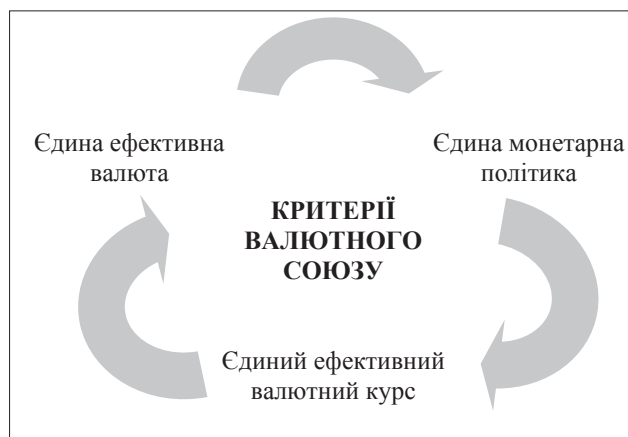 Єдина ефективна
валюта
Єдина монетарна
політика
КРИТЕРІЇ
ВАЛЮТНОГО
СОЮЗУ
Єдиний ефективний
валютний курс